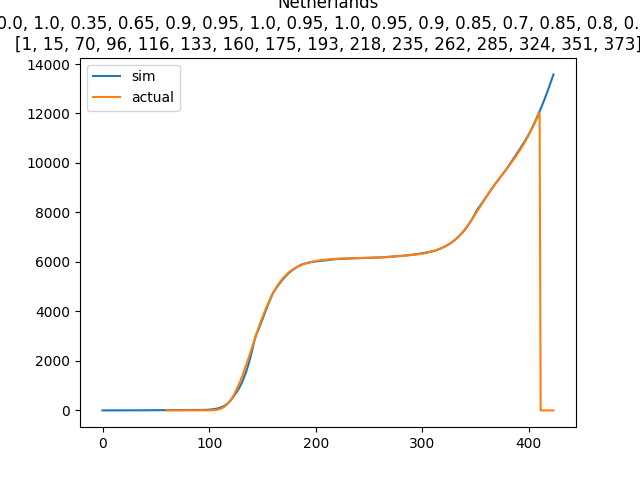 Netherlands
0.0, 1.0, 0.35, 0.65, 0.9, 0.95, 1.0, 0.95, 1.0, 0.95, 0.9, 0.85, 0.7, 0.85, 0.8, 0.
[1, 15, 70, 96, 116, 133, 160, 175, 193, 218, 235, 262, 285, 324, 351, 373]
sim
actual
14000
12000
10000
8000
6000
4000
2000
0
0 100 200 300 400